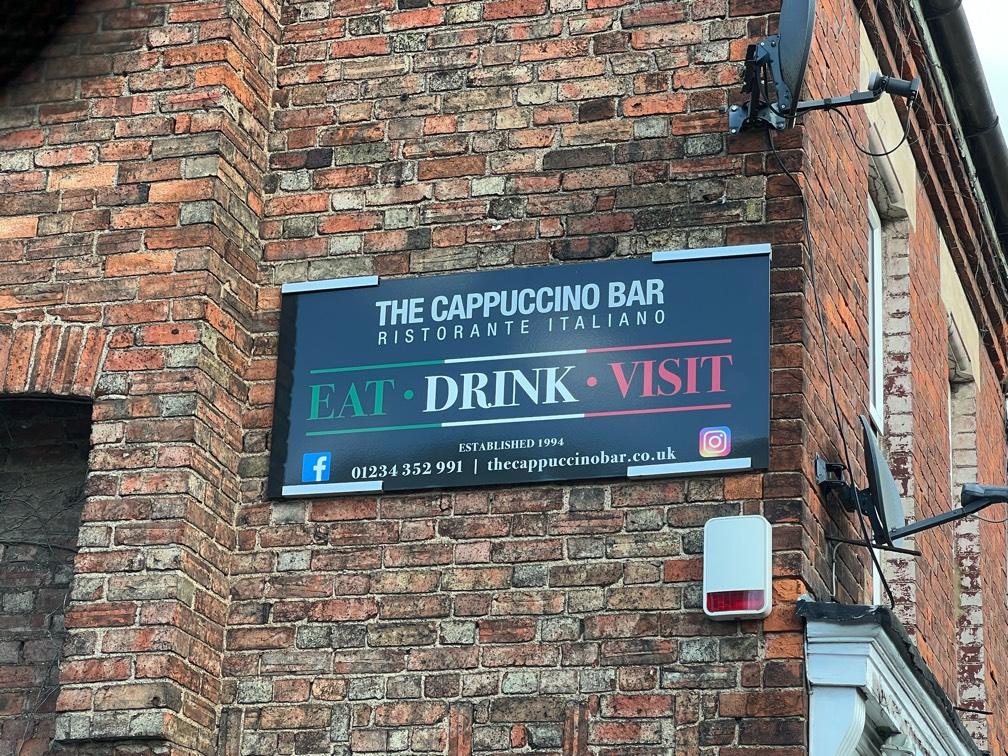 THE CAPPUCCINO BAR
RISTORANTE ITALIANO
EAT · DRINK · VISIT
ESTABLISHED 1994
01234 352 991 | thecappuccinobar.co.uk